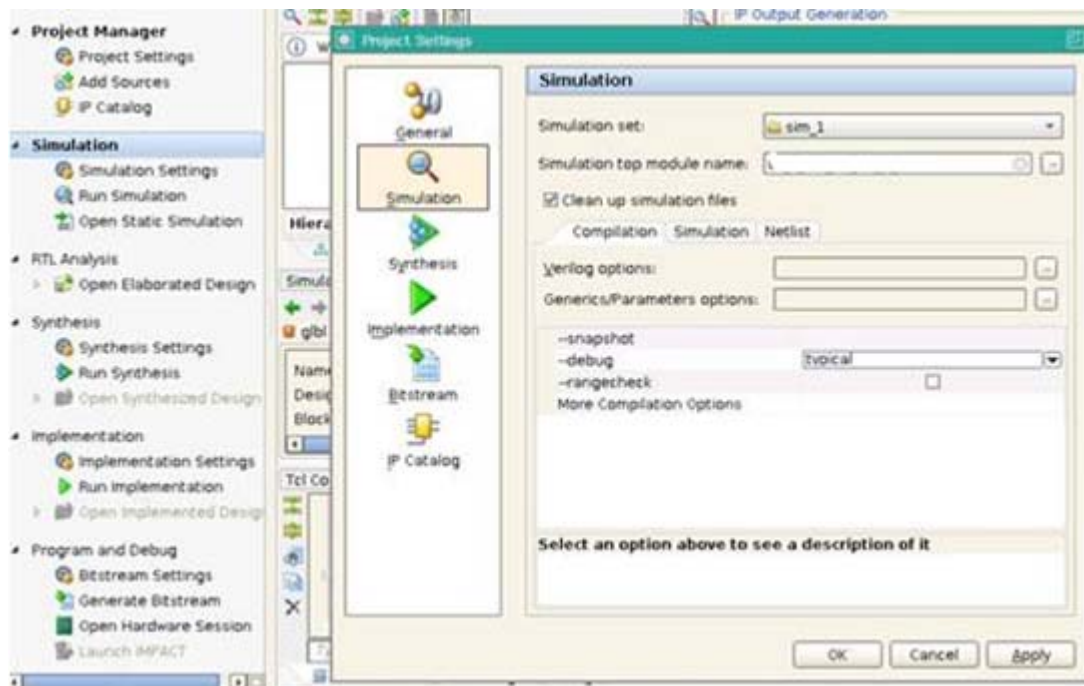 Project Manager
Project Settings
Add Sources
IP Catalog
Simulation
Simulation Settings
Run Simulation
Open Static Simulation
RTL Analysis
Open Elaborated Design
Synthesis
Synthesis Settings
Run Synthesis
Open Synthesized Design
Implementation
Implementation Settings
Run Implementation
Open Implemented Desig
Program and Debug
Bitstream Settings
Generate Bitstream
Open Hardware Session
Launch iMPACT
IP Output Generation
Hiera
Simula
glbl
Name
Desig
Block
Tcl Co
Project Settings
General
Simulation
Synthesis
Implementation
Bitstream
IP Catalog
Simulation
Simulation set: sim_1
Simulation top module name:
Clean up simulation files
Compilation Simulation Netlist
Verilog options:
Generics/Parameters options:
-snapshot
-debug typical
-rangecheck
More Compilation Options
Select an option above to see a description of it
OK Cancel Apply